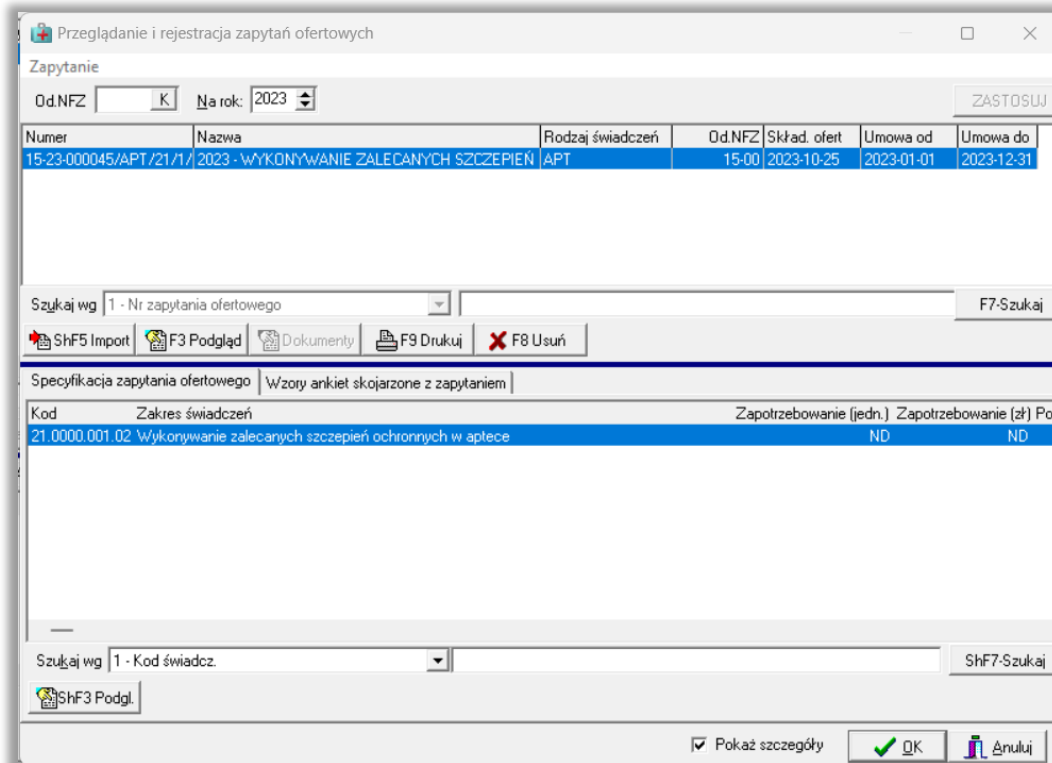 Przeglądanie i rejestracja zapytań ofertowych
Zapytanie
Od.NFZ K Na rok: 2023 ZASTOSUJ
Numer Nazwa Rodzaj świadczeń Od.NFZ Skład. ofert Umowa od Umowa do
15-23-000045/APT/21/1/ 2023 - WYKONYWANIE ZALECANYCH SZCZEPIEŃ APT 15-00 2023-10-25 2023-01-01 2023-12-31
Szukaj wg 1 - Nr zapytania ofertowego F7-Szukaj
ShF5 Import F3 Podgląd Dokumenty F9 Drukuj F8 Usuń
Specyfikacja zapytania ofertowego Wzory ankiet skojarzone z zapytaniem
Kod Zakres świadczeń Zapotrzebowanie (jedn.) Zapotrzebowanie (zł) Po
21.0000.001.02 Wykonywanie zalecanych szczepień ochronnych w aptece ND ND
Szukaj wg 1 - Kod świadcz. ShF7-Szukaj
ShF3 Podgl.
Pokaż szczegóły OK Anuluj